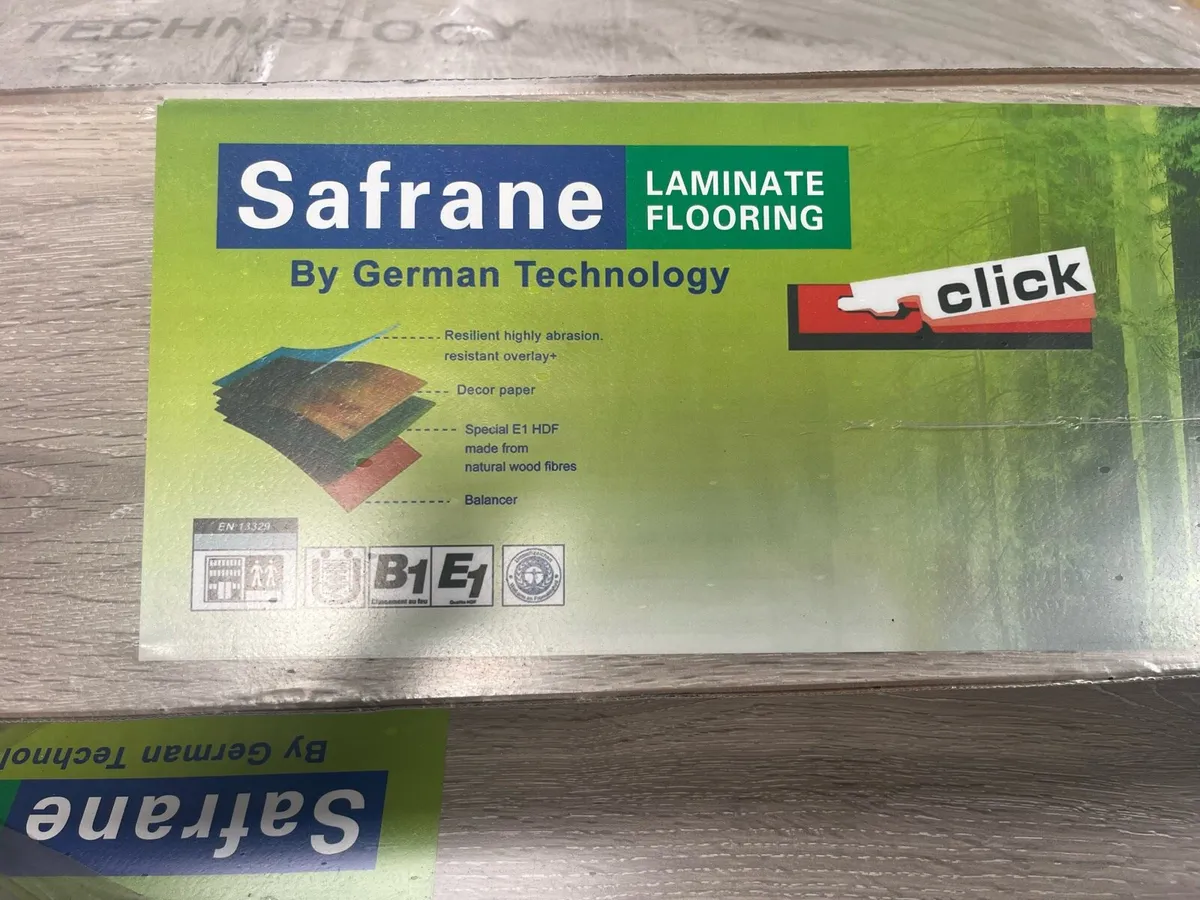 TECHNOLOGY
Safrane
LAMINATE
FLOORING
By German Technology
click
Resilient highly abrasion.
resistant overlay+
Decor paper
Special E1 HDF
made from
natural wood fibres
Balancer
EN 13329
B1
E1
By German Technol
Safrane